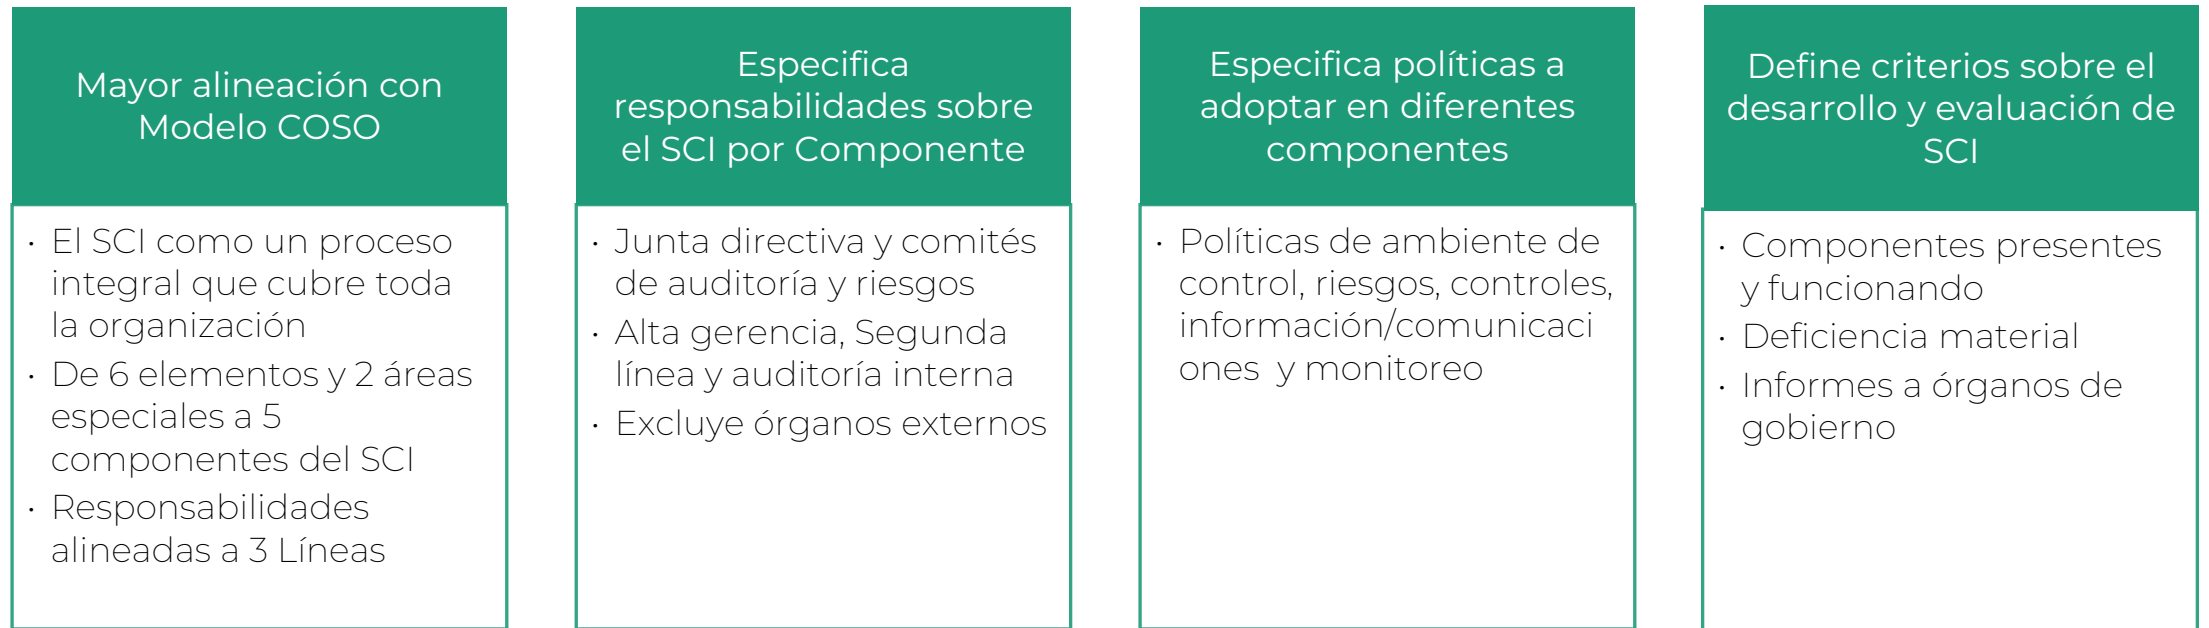 Mayor alineación con
Modelo COSO
· El SCI como un proceso
integral que cubre toda
la organización
· De 6 elementos y 2 áreas
especiales a 5
componentes del SCI
· Responsabilidades
alineadas a 3 Líneas
Especifica
responsabilidades sobre
el SCI por Componente
· Junta directiva y comités
de auditoría y riesgos
· Alta gerencia, Segunda
línea y auditoría interna
· Excluye órganos externos
Especifica políticas a
adoptar en diferentes
componentes
· Políticas de ambiente de
control, riesgos, controles,
información/comunicaci
ones y monitoreo
Define criterios sobre el
desarrollo y evaluación de
SCI
· Componentes presentes
y funcionando
· Deficiencia material
· Informes a órganos de
gobierno